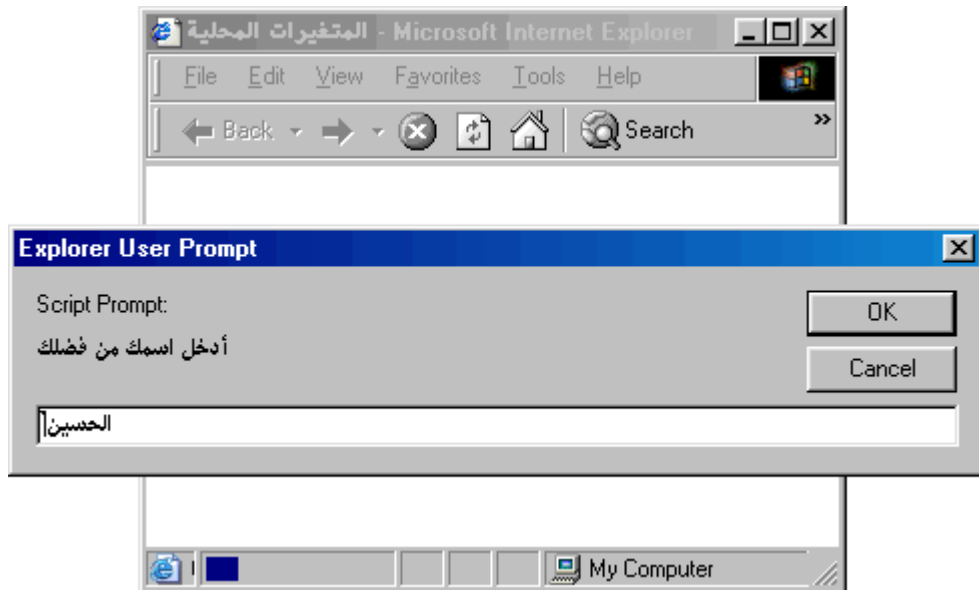 المتغيرات المحلية - Microsoft Internet Explorer
File Edit View Favorites Tools Help
Back Search »
Explorer User Prompt
Script Prompt:
OK
أدخل اسمك من فضلك
Cancel
الحسين
My Computer